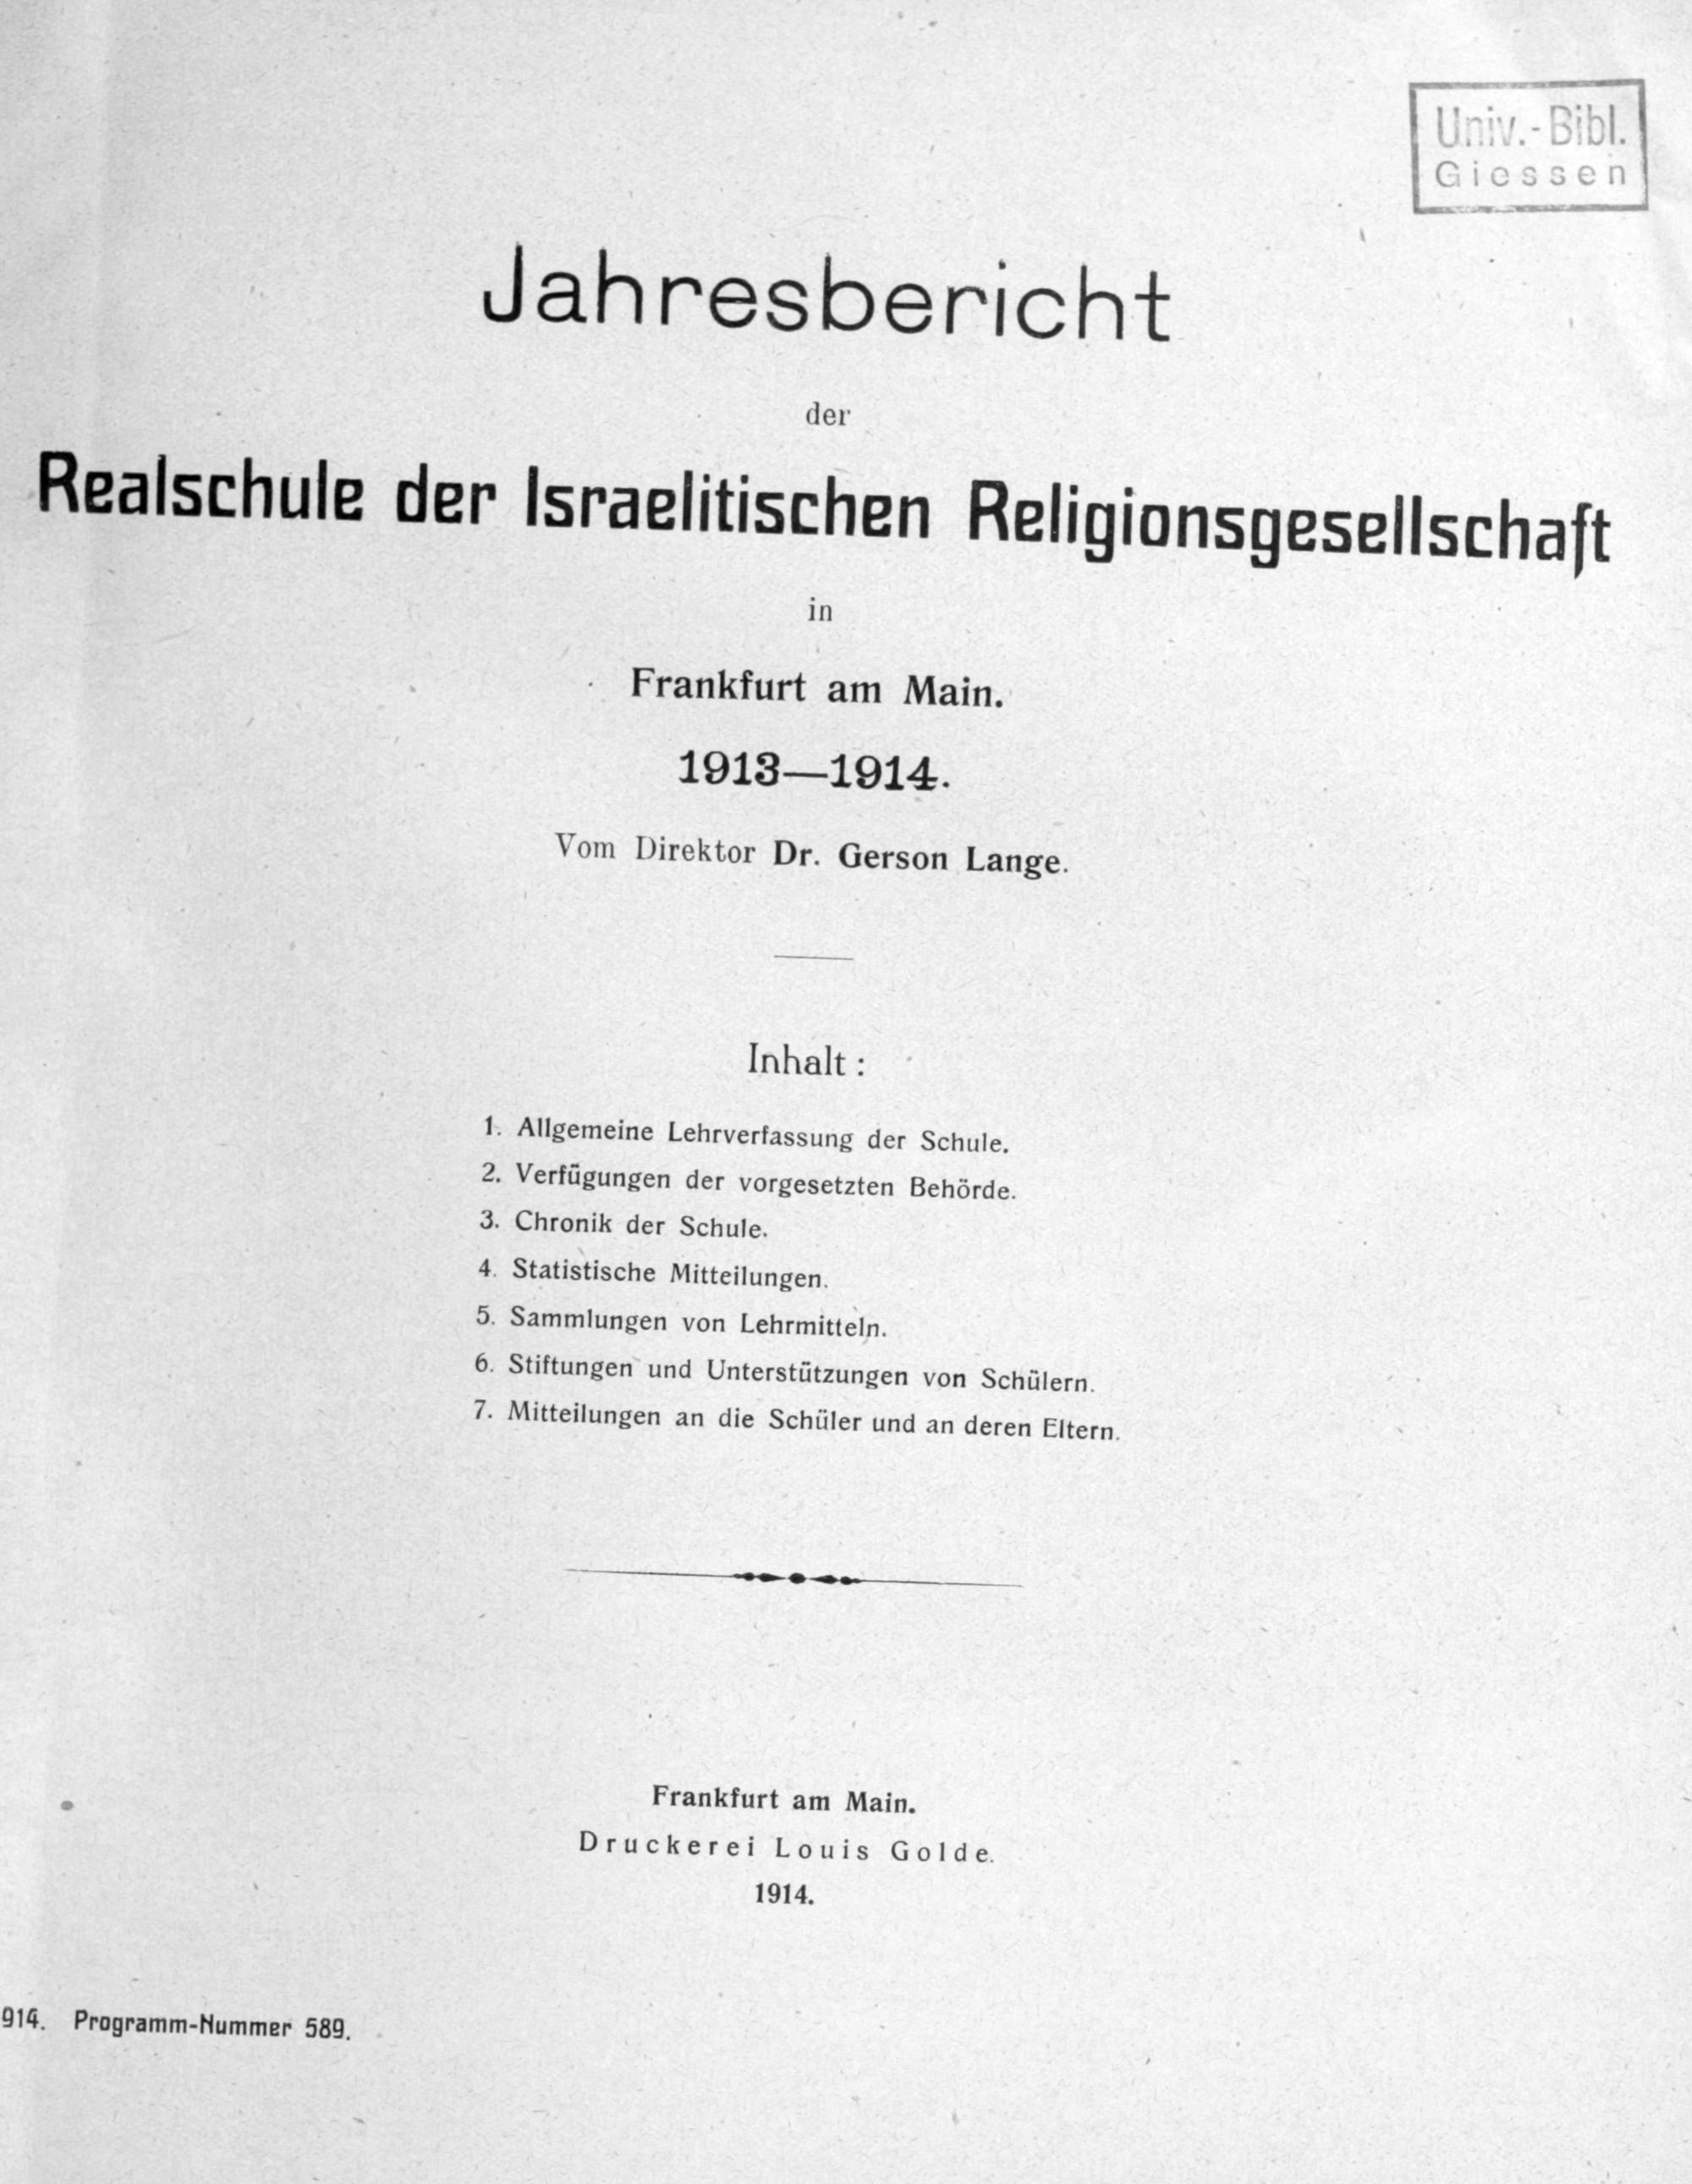 Univ.-Bibl.
Giessen
Jahresbericht
der
Realschule der Israelitischen Religionsgesellschaft
in
Frankfurt am Main.
1913—1914.
Vom Direktor Dr. Gerson Lange.
Inhalt:
1. Allgemeine Lehrverfassung der Schule.
2. Verfügungen der vorgesetzten Behörde.
3. Chronik der Schule.
4. Statistische Mitteilungen.
5. Sammlungen von Lehrmitteln.
6. Stiftungen und Unterstützungen von Schülern.
7. Mitteilungen an die Schüler und an deren Eltern.
Frankfurt am Main.
Druckerei Louis Golde.
1914.
914. Programm-Nummer 589.